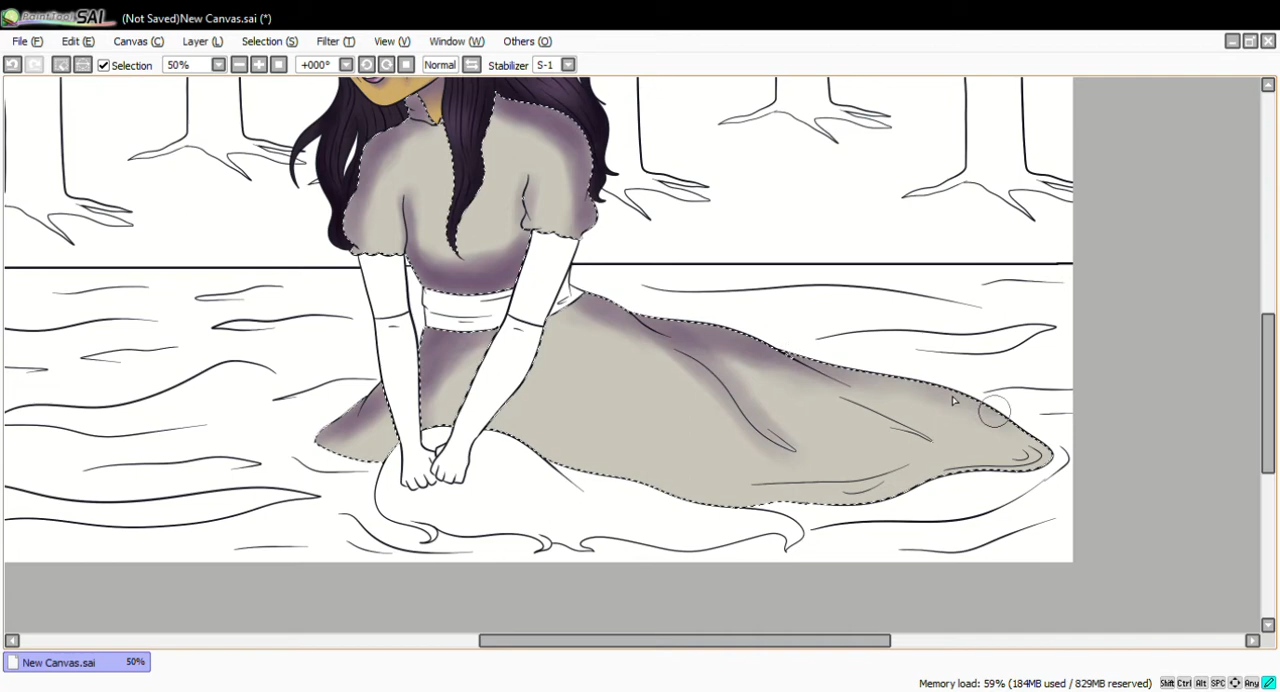 PaintTool SAI (Not Saved)New Canvas.sai (*)
File (F) Edit (E) Canvas (C) Layer (L) Selection (S) Filter (T) View (V) Window (W) Others (O)
Selection 50% +000° Normal Stabilizer S-1
New Canvas.sai 50%
Memory load: 59% (184MB used / 829MB reserved) Shift Ctrl Alt SPC Any